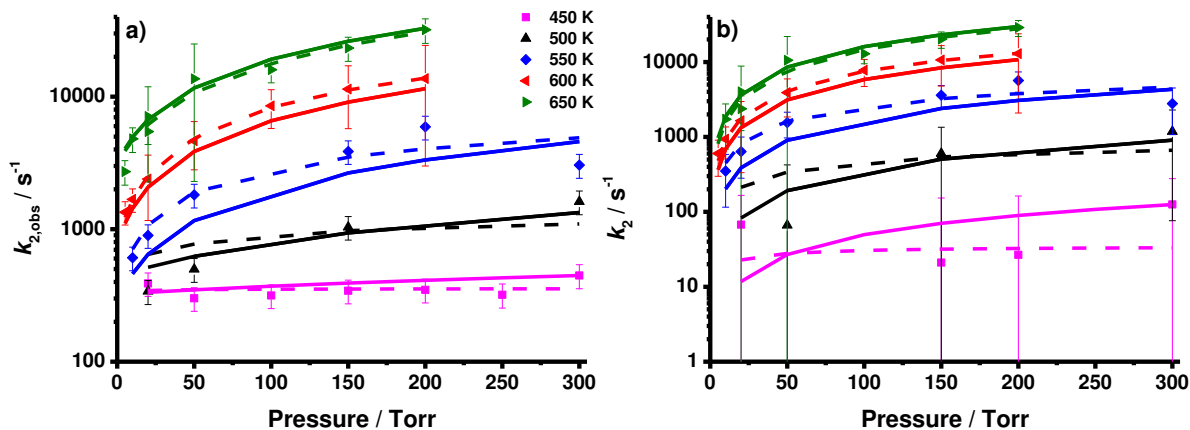 a)
450 K
500 K
550 K
600 K
650 K
k2,obs / s-1
10000
1000
100
0 50 100 150 200 250 300
Pressure / Torr
b)
k2 / s-1
10000
1000
100
10
1
0 50 100 150 200 250 300
Pressure / Torr